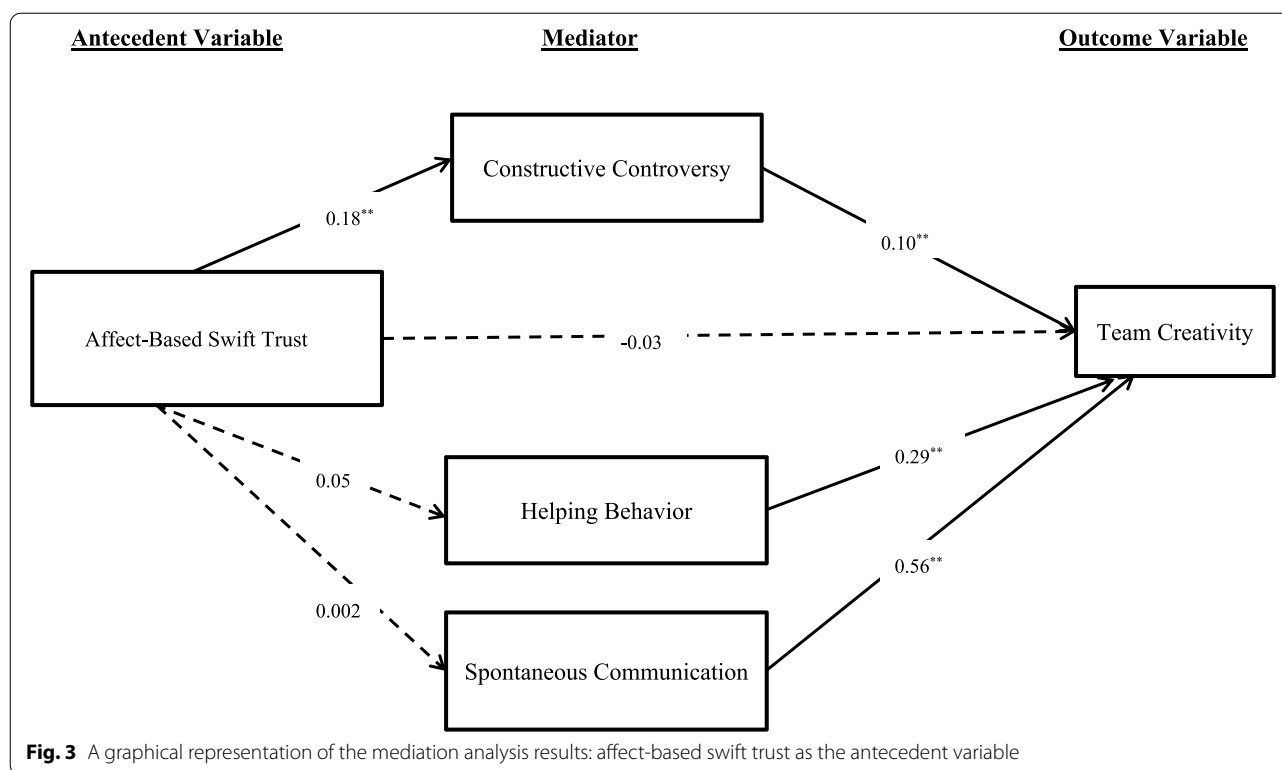 Antecedent Variable Mediator Outcome Variable
Constructive Controversy
0.18**
0.10**
Affect-Based Swift Trust
-0.03
Team Creativity
0.05
Helping Behavior
0.29**
0.002
Spontaneous Communication
0.56**
Fig. 3 A graphical representation of the mediation analysis results: affect-based swift trust as the antecedent variable